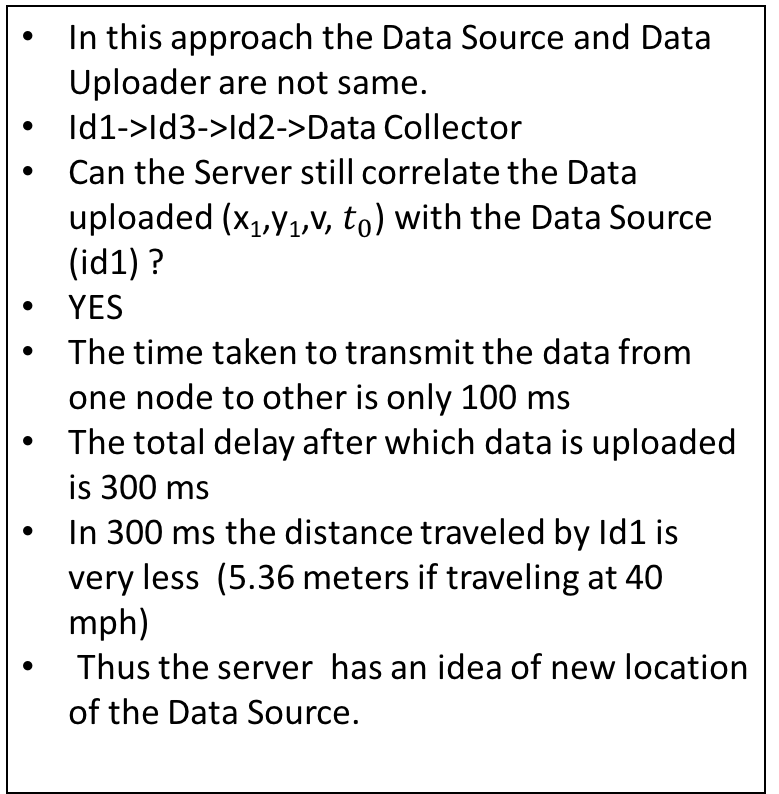 • In this approach the Data Source and Data
Uploader are not same.
• Id1->Id3->Id2->Data Collector
• Can the Server still correlate the Data
uploaded (x₁,y₁,v, t₀) with the Data Source
(id1) ?
• YES
• The time taken to transmit the data from
one node to other is only 100 ms
• The total delay after which data is uploaded
is 300 ms
• In 300 ms the distance traveled by Id1 is
very less (5.36 meters if traveling at 40
mph)
• Thus the server has an idea of new location
of the Data Source.